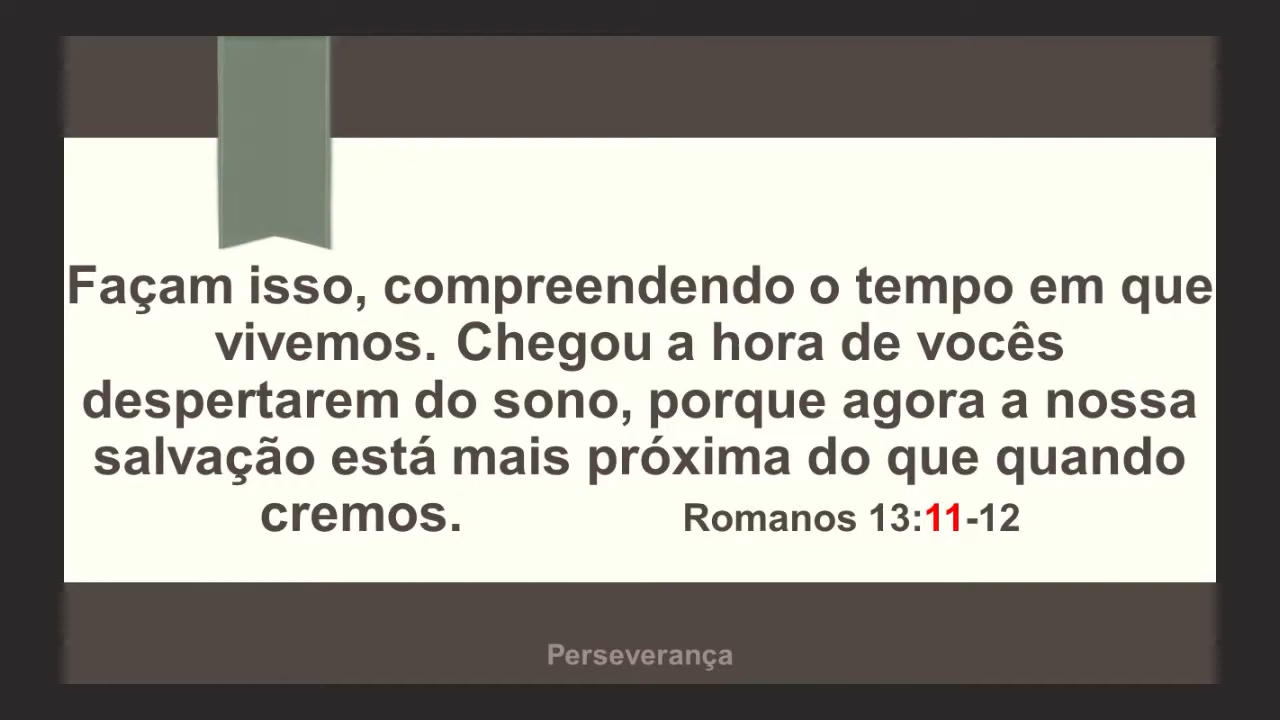 Façam isso, compreendendo o tempo em que
vivemos. Chegou a hora de vocês
despertarem do sono, porque agora a nossa
salvação está mais próxima do que quando
cremos. Romanos 13:11-12
Perseverança